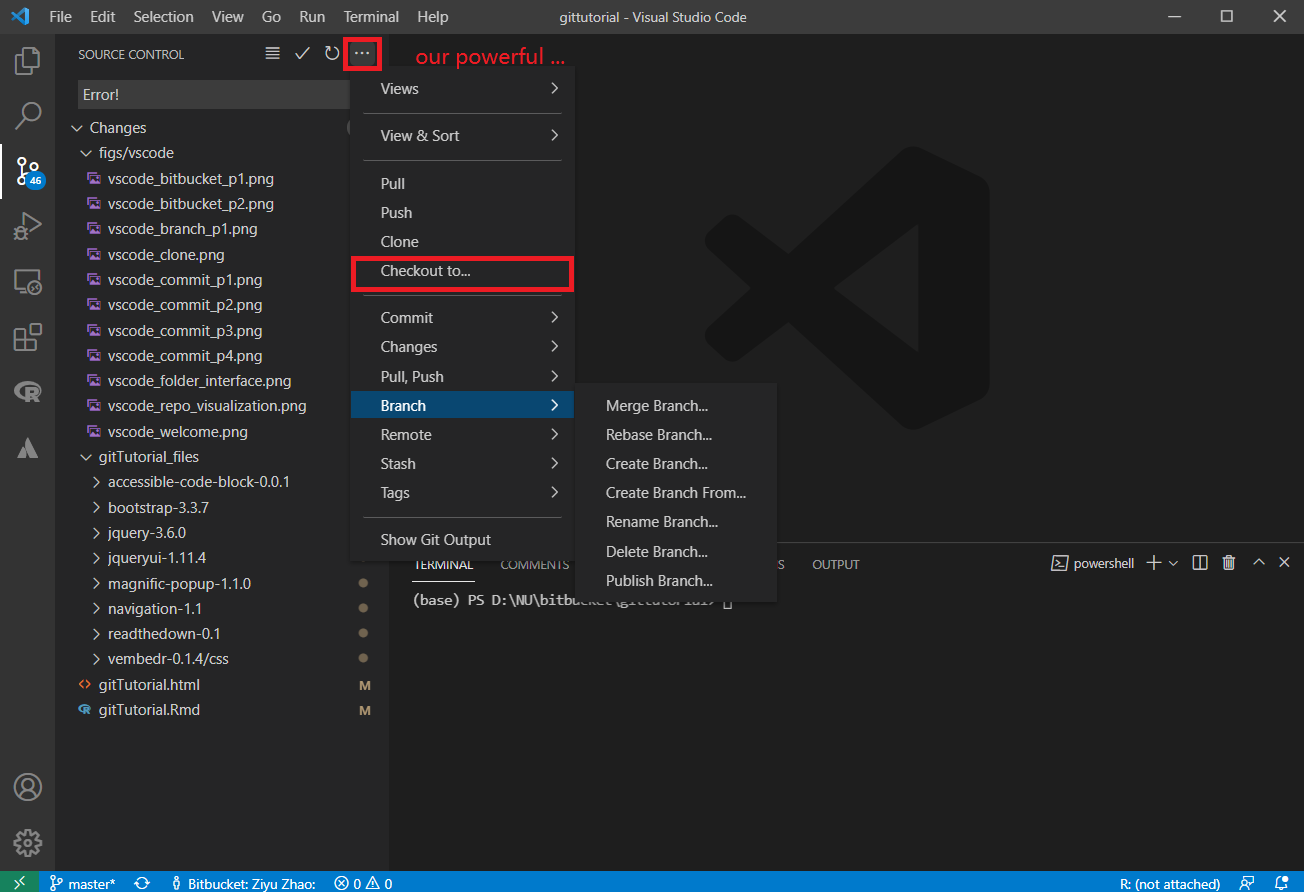 File Edit Selection View Go Run Terminal Help
gittutorial - Visual Studio Code
SOURCE CONTROL
...
our powerful ...
Error!
Changes
figs/vscode
vscode_bitbucket_p1.png
vscode_bitbucket_p2.png
vscode_branch_p1.png
vscode_clone.png
vscode_commit_p1.png
vscode_commit_p2.png
vscode_commit_p3.png
vscode_commit_p4.png
vscode_folder_interface.png
vscode_repo_visualization.png
vscode_welcome.png
gitTutorial_files
accessible-code-block-0.0.1
bootstrap-3.3.7
jquery-3.6.0
jqueryui-1.11.4
magnific-popup-1.1.0
navigation-1.1
readthedown-0.1
vembedr-0.1.4/css
gitTutorial.html M
gitTutorial.Rmd M
46
Views
View & Sort
Pull
Push
Clone
Checkout to...
Commit
Changes
Pull, Push
Branch
Remote
Stash
Tags
Show Git Output
Merge Branch...
Rebase Branch...
Create Branch...
Create Branch From...
Rename Branch...
Delete Branch...
Publish Branch...
TERMINAL COMMENTS S OUTPUT
powershell
(base) PS D:\NU\bitbucket\gittutorial>
master* Bitbucket: Ziyu Zhao: 0 0
R: (not attached)